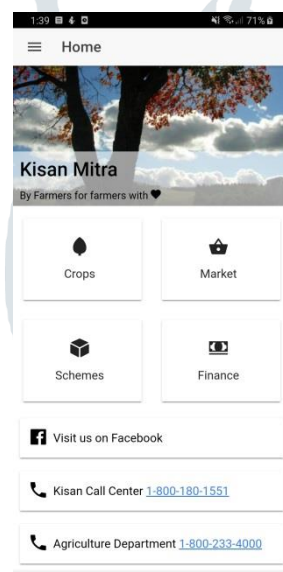 1:39 71%
Home
Kisan Mitra
By Farmers for farmers with
Crops Market
Schemes Finance
Visit us on Facebook
Kisan Call Center 1-800-180-1551
Agriculture Department 1-800-233-4000